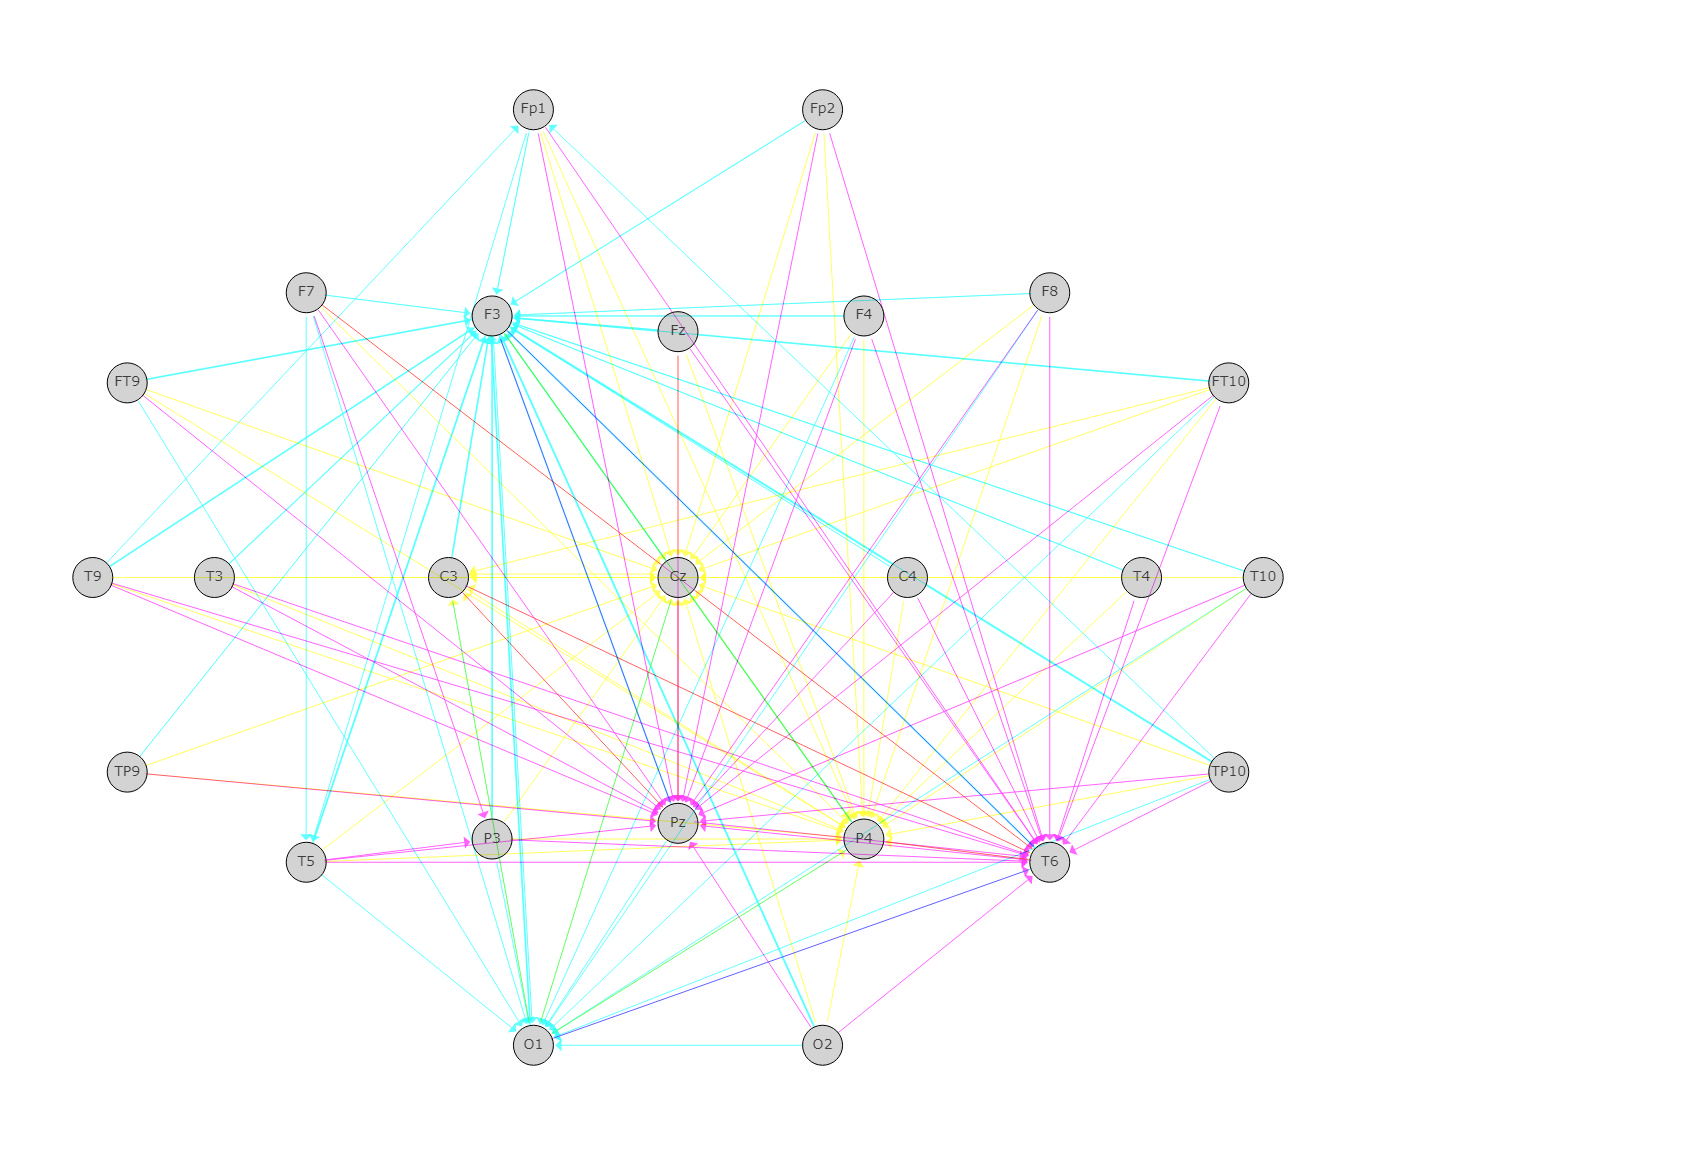 Fp1 Fp2
F7 F3 Fz F4 F8
FT9 FT10
T9 T3 C3 Cz C4 T4 T10
TP9 TP10
T5 P3 Pz P4 T6
O1 O2